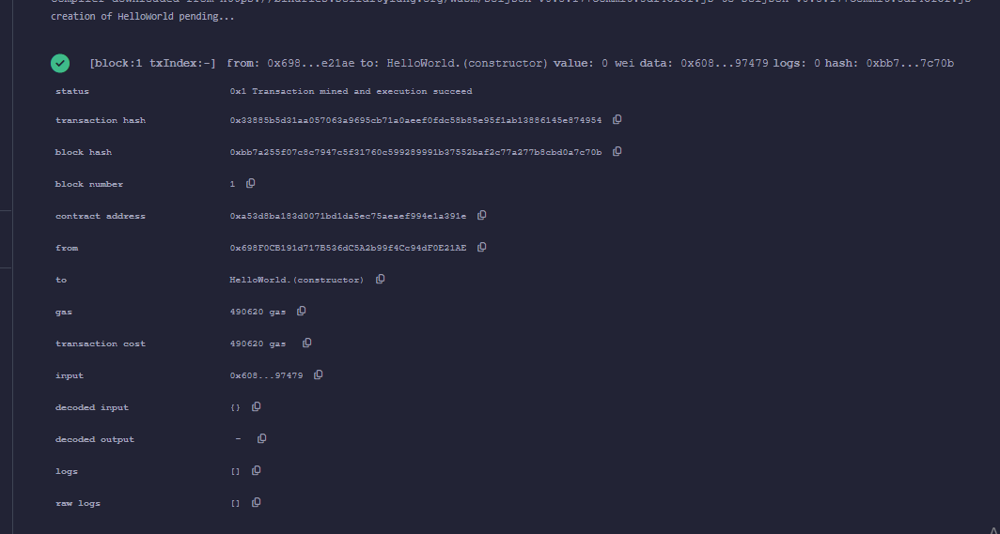 creation of HelloWorld pending...
[block:1 txIndex:-] from: 0x698...e21ae to: HelloWorld.(constructor) value: 0 wei data: 0x608...97479 logs: 0 hash: 0xbb7...7c70b
status 0x1 Transaction mined and execution succeed
transaction hash 0x33885b5d31aa057063a9695cb71a0aeef0fdc58b85e95f1ab13886145e874954
block hash 0xbb7a255f07c8c7947c5f31760c599289991b37552baf2c77a277b8cbd0a7c70b
block number 1
contract address 0xa53d8ba183d0071bd1da5ec75aeaef994e1a391e
from 0x698F0CB191d717B536dC5A2b99f4Cc94dF0E21AE
to HelloWorld.(constructor)
gas 490620 gas
transaction cost 490620 gas
input 0x608...97479
decoded input {}
decoded output -
logs []
raw logs []